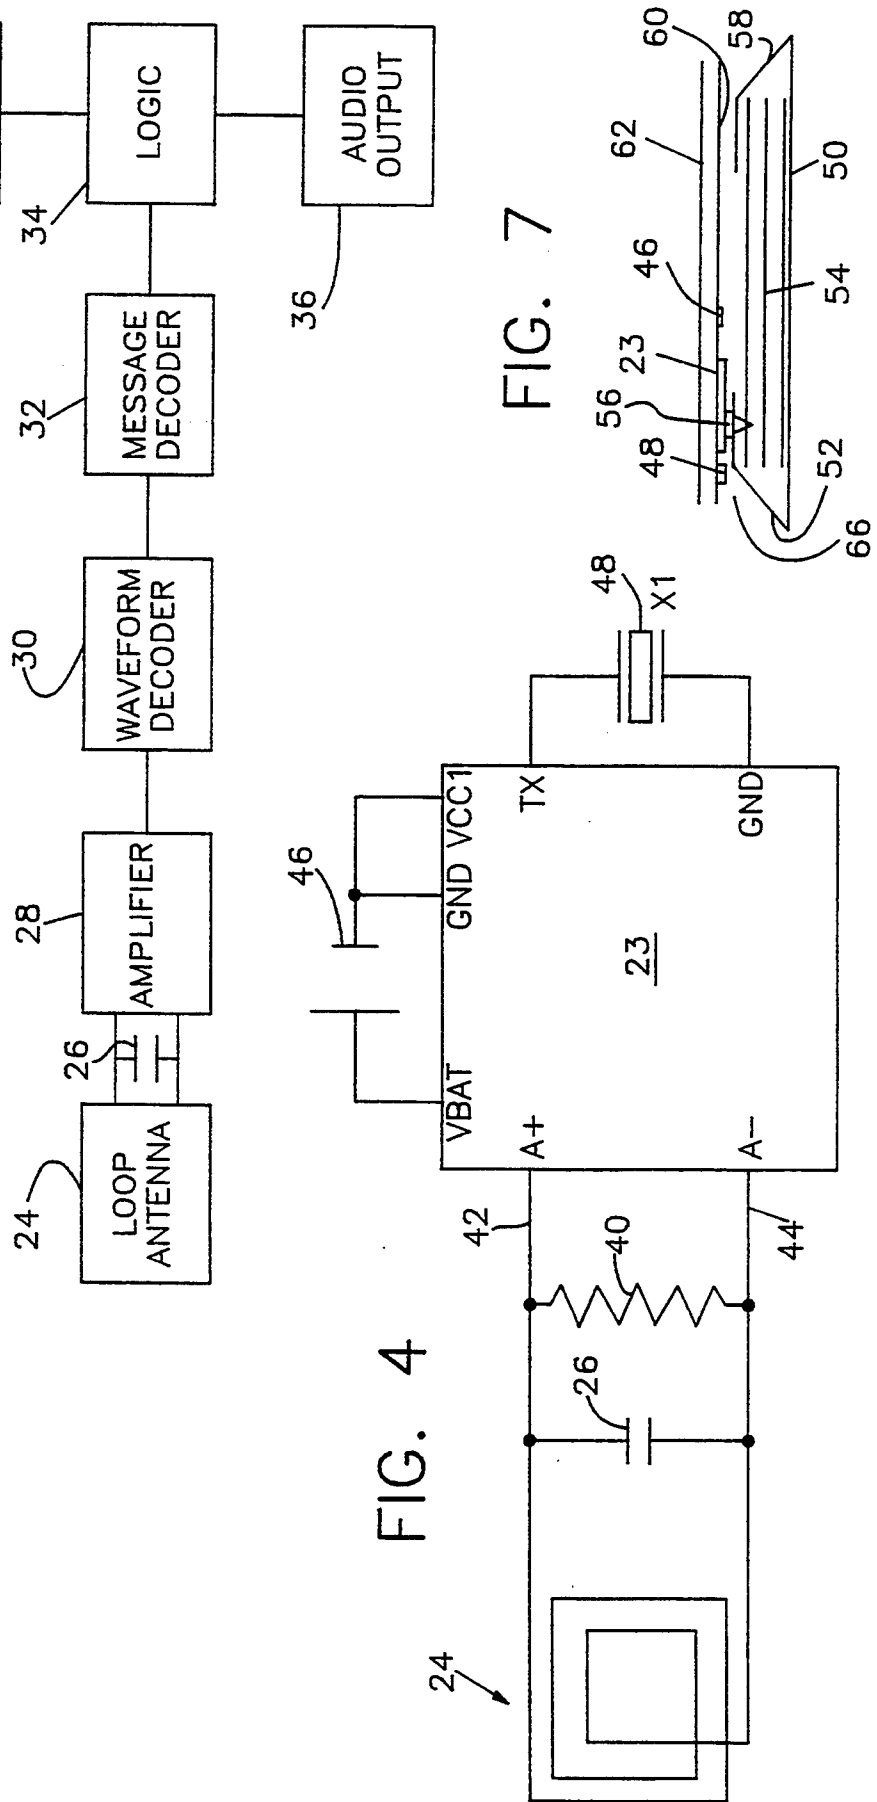 24
LOOP
ANTENNA
26
28
AMPLIFIER
30
WAVEFORM
DECODER
32
MESSAGE
DECODER
34
LOGIC
36
AUDIO
OUTPUT
FIG. 4
24
26
40
42
44
A+
A-
VBAT
GND VCC1
46
23
TX
GND
48
X1
FIG. 7
48
56
23
46
62
60
66
52
54
50
58